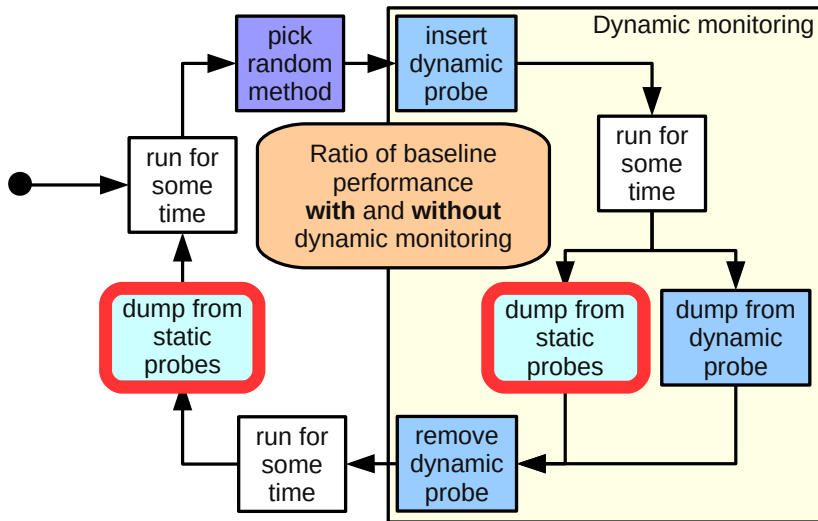 Dynamic monitoring
pick
random
method
insert
dynamic
probe
run for
some
time
run for
some
time
Ratio of baseline
performance
with and without
dynamic monitoring
dump from
static
probes
dump from
static
probes
dump from
dynamic
probe
run for
some
time
remove
dynamic
probe